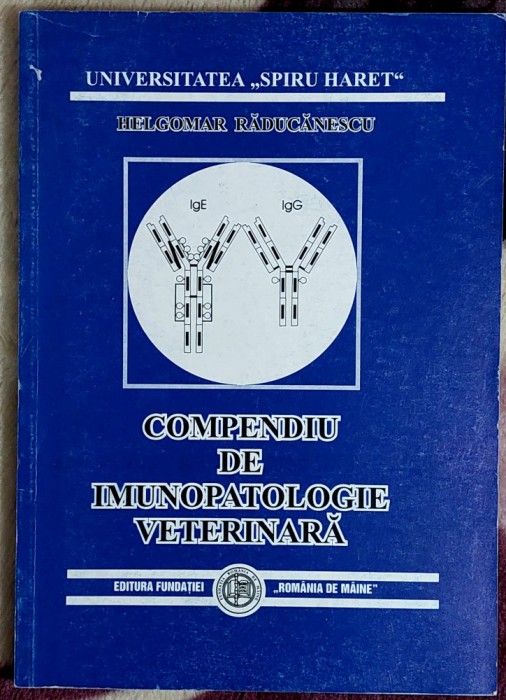 UNIVERSITATEA „SPIRU HARET“
HELGOMAR RĂDUCĂNESCU
IgE IgG
COMPENDIU
DE
IMUNOPATOLOGIE
VETERINARĂ
EDITURA FUNDAȚIEI „ROMÂNIA DE MÂINE”